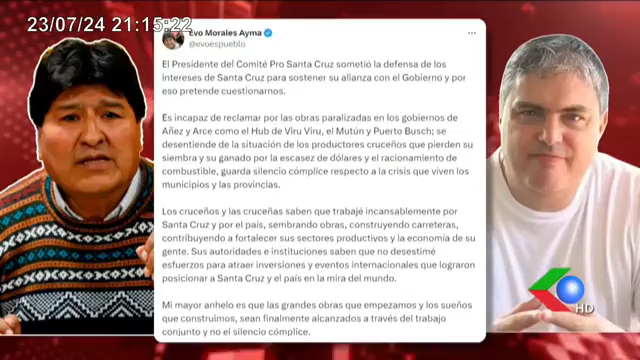 23/07/24 21:15:22
Evo Morales Ayma
@evoespueblo
El Presidente del Comité Pro Santa Cruz sometió la defensa de los
intereses de Santa Cruz para sostener su alianza con el Gobierno y por
eso pretende cuestionarnos.
Es incapaz de reclamar por las obras paralizadas en los gobiernos de
Añez y Arce como el Hub de Viru Viru, el Mutún y Puerto Busch; se
desentiende de la situación de los productores cruceños que pierden su
siembra y su ganado por la escasez de dólares y el racionamiento de
combustible, guarda silencio cómplice respecto a la crisis que viven los
municipios y las provincias.
Los cruceños y las cruceñas saben que trabajé incansablemente por
Santa Cruz y por el país, sembrando obras, construyendo carreteras,
contribuyendo a fortalecer sus sectores productivos y la economía de su
gente. Sus autoridades e instituciones saben que no desestimé
esfuerzos para atraer inversiones y eventos internacionales que lograron
posicionar a Santa Cruz y el país en la mira del mundo.
Mi mayor anhelo es que las grandes obras que empezamos y los sueños
que construimos, sean finalmente alcanzados a través del trabajo
conjunto y no el silencio cómplice.
HD